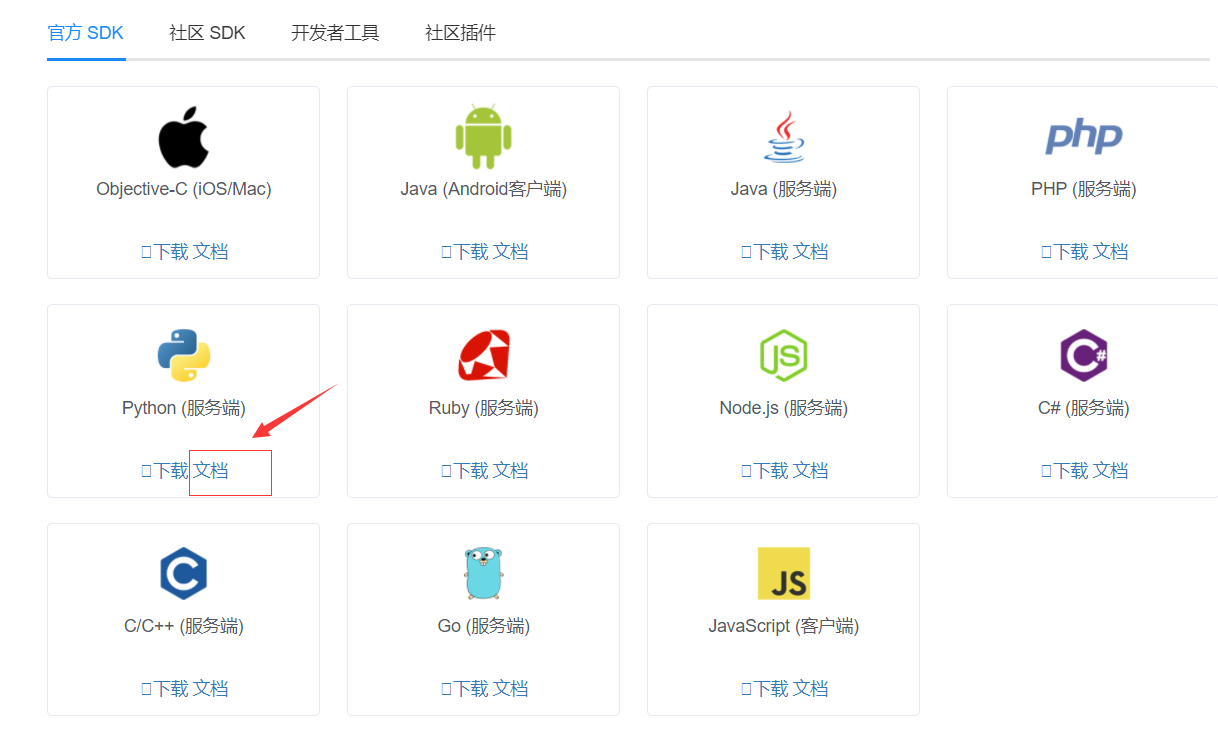 官方 SDK 社区 SDK 开发者工具 社区插件
Objective-C (iOS/Mac) Java (Android客户端) Java (服务端) php PHP (服务端)
下载 文档 下载 文档 下载 文档 下载 文档
JS C#
Python (服务端) Ruby (服务端) Node.js (服务端) C# (服务端)
下载 文档 下载 文档 下载 文档 下载 文档
C JS
C/C++ (服务端) Go (服务端) JavaScript (客户端)
下载 文档 下载 文档 下载 文档